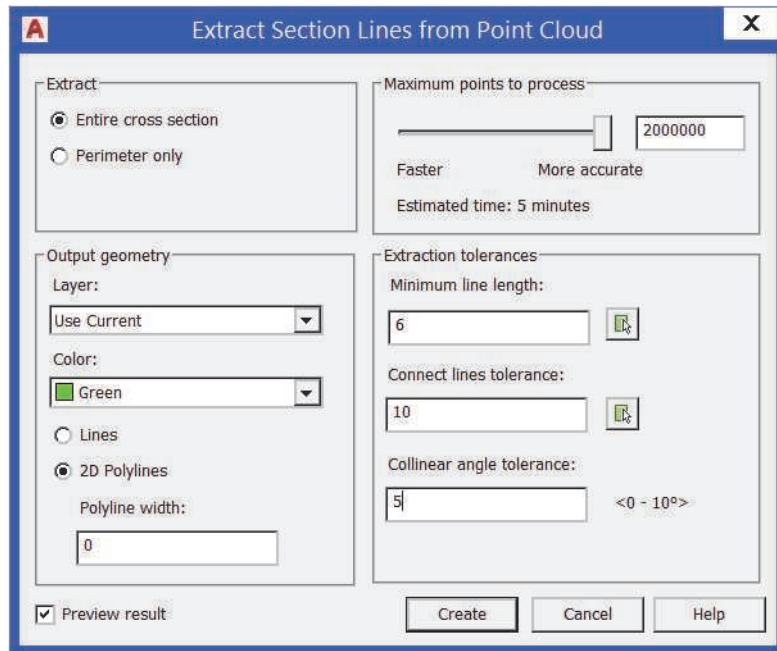 A
Extract Section Lines from Point Cloud
X
Extract
Entire cross section
Perimeter only
Maximum points to process
2000000
Faster
More accurate
Estimated time: 5 minutes
Output geometry
Layer:
Use Current
Color:
Green
Lines
2D Polylines
Polyline width:
0
Extraction tolerances
Minimum line length:
6
Connect lines tolerance:
10
Collinear angle tolerance:
5
<0 - 10º>
Preview result
Create
Cancel
Help